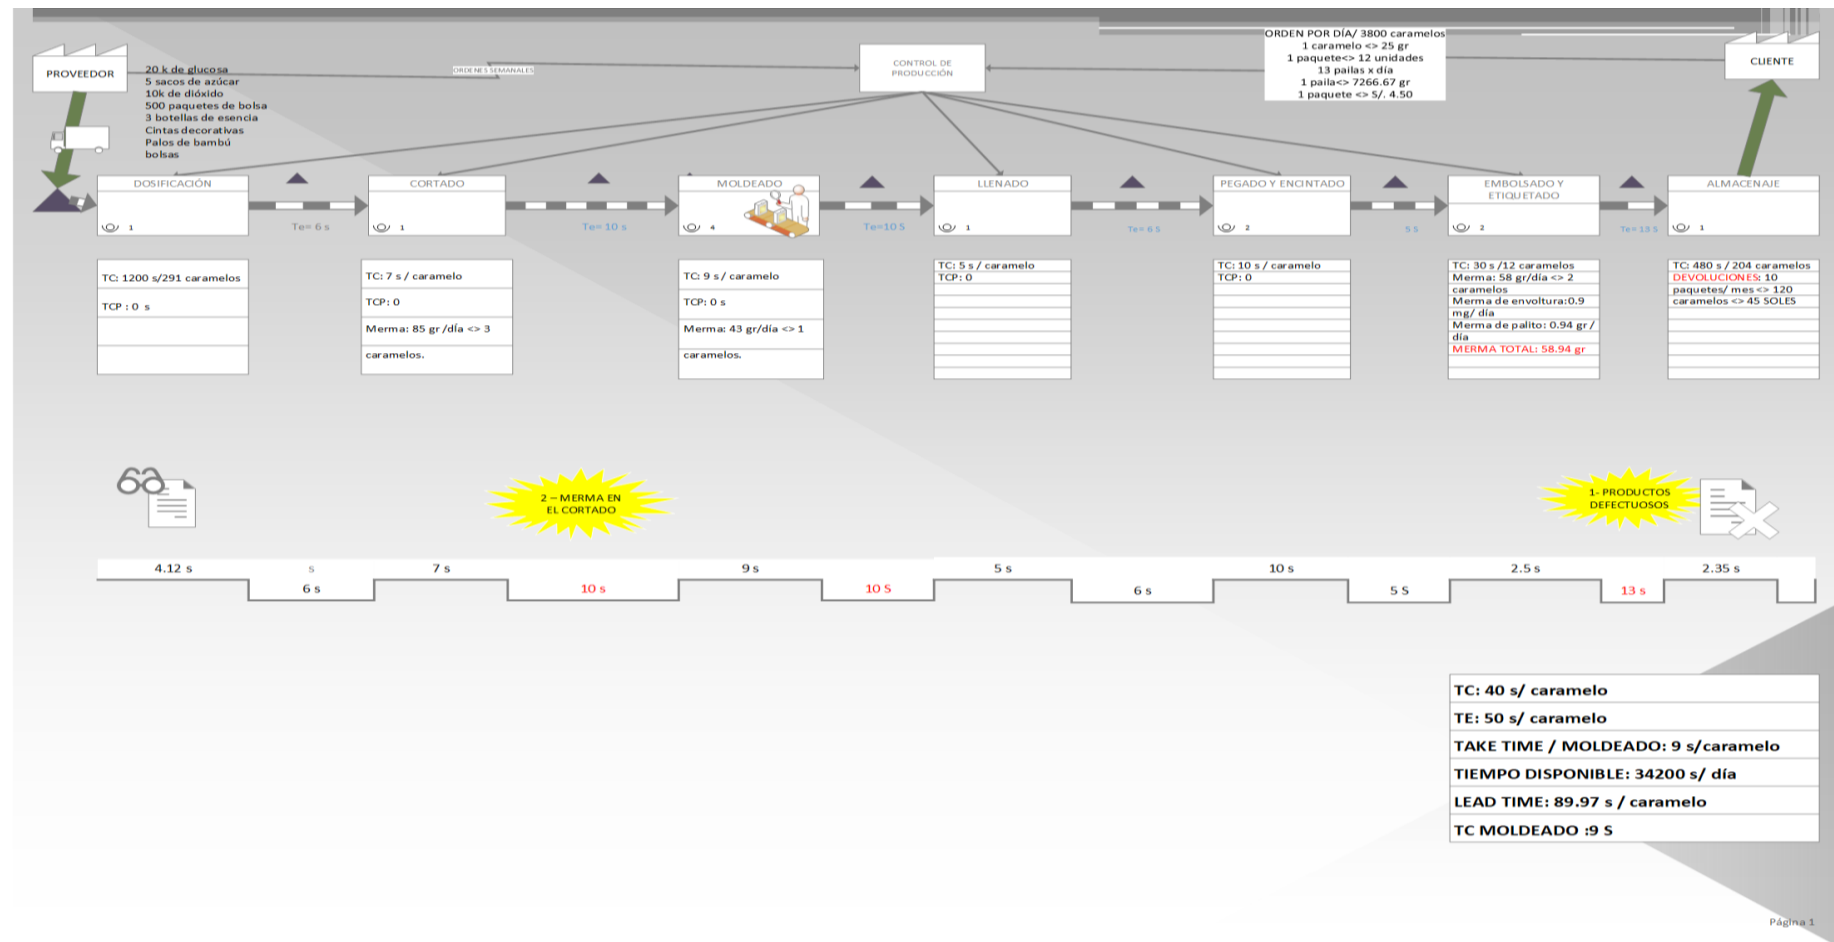 PROVEEDOR
20 k de glucosa
5 sacos de azúcar
10k de dióxido
500 paquetes de bolsa
3 botellas de esencia
Cintas decorativas
Palos de bambú
bolsas
ORDENES SEMANALES
CONTROL DE
PRODUCCIÓN
ORDEN POR DÍA/ 3800 caramelos
1 caramelo <> 25 gr
1 paquete<> 12 unidades
13 pailas x día
1 paila<> 7266.67 gr
1 paquete <> S/. 4.50
CLIENTE
DOSIFICACIÓN
1
Te= 6 s
CORTADO
1
Te= 10 s
MOLDEADO
4
Te=10 S
LLENADO
1
Te= 6 S
PEGADO Y ENCINTADO
2
5 S
EMBOLSADO Y
ETIQUETADO
2
Te= 13 S
ALMACENAJE
1
TC: 1200 s/291 caramelos
TCP : 0 s
TC: 7 s / caramelo
TCP: 0
Merma: 85 gr/día <> 3
caramelos.
TC: 9 s / caramelo
TCP: 0 s
Merma: 43 gr/día <> 1
caramelos.
TC: 5 s / caramelo
TCP: 0
TC: 10 s / caramelo
TCP: 0
TC: 30 s /12 caramelos
Merma: 58 gr/día <> 2
caramelos
Merma de envoltura:0.9
mg/ día
Merma de palito: 0.94 gr /
día
MERMA TOTAL: 58.94 gr
TC: 480 s / 204 caramelos
DEVOLUCIONES: 10
paquetes/ mes <> 120
caramelos <> 45 SOLES
2 – MERMA EN
EL CORTADO
1- PRODUCTOS
DEFECTUOSOS
4.12 s
s
6 s
7 s
10 s
9 s
10 S
5 s
6 s
10 s
5 S
2.5 s
13 s
2.35 s
TC: 40 s/ caramelo
TE: 50 s/ caramelo
TAKE TIME / MOLDEADO: 9 s/caramelo
TIEMPO DISPONIBLE: 34200 s/ día
LEAD TIME: 89.97 s / caramelo
TC MOLDEADO :9 S
Página 1